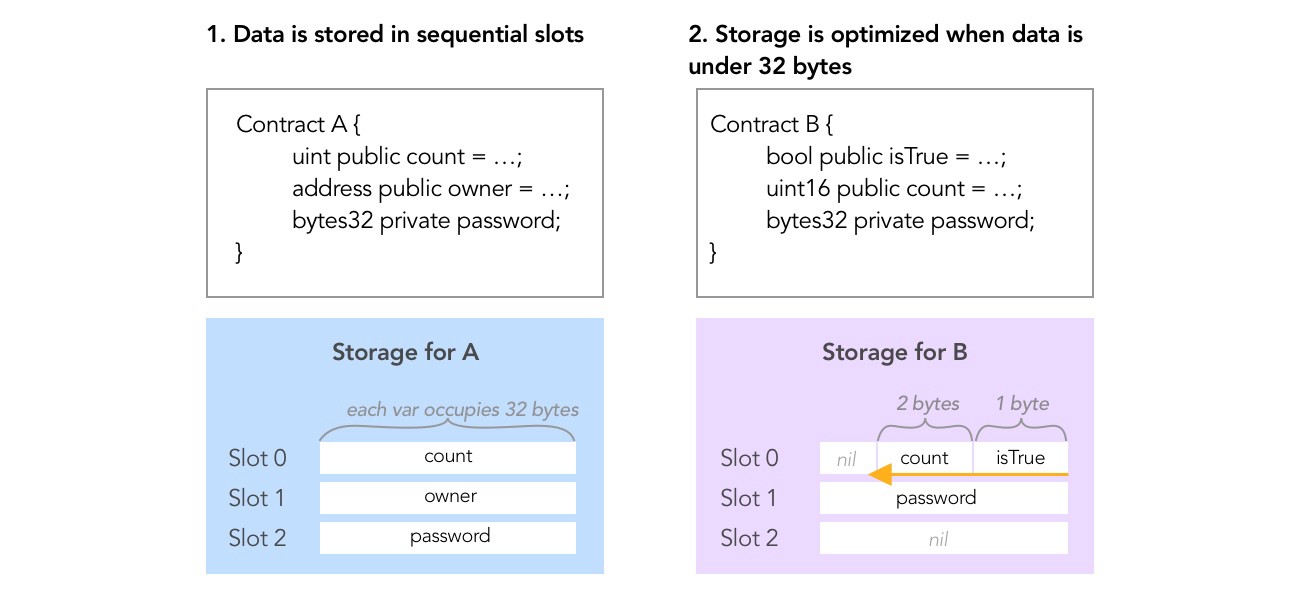 1. Data is stored in sequential slots
Contract A {
uint public count = …;
address public owner = …;
bytes32 private password;
}
Storage for A
each var occupies 32 bytes
Slot 0
count
Slot 1
owner
Slot 2
password
2. Storage is optimized when data is
under 32 bytes
Contract B {
bool public isTrue = …;
uint16 public count = …;
bytes32 private password;
}
Storage for B
2 bytes
1 byte
Slot 0
nil
count
isTrue
Slot 1
password
Slot 2
nil